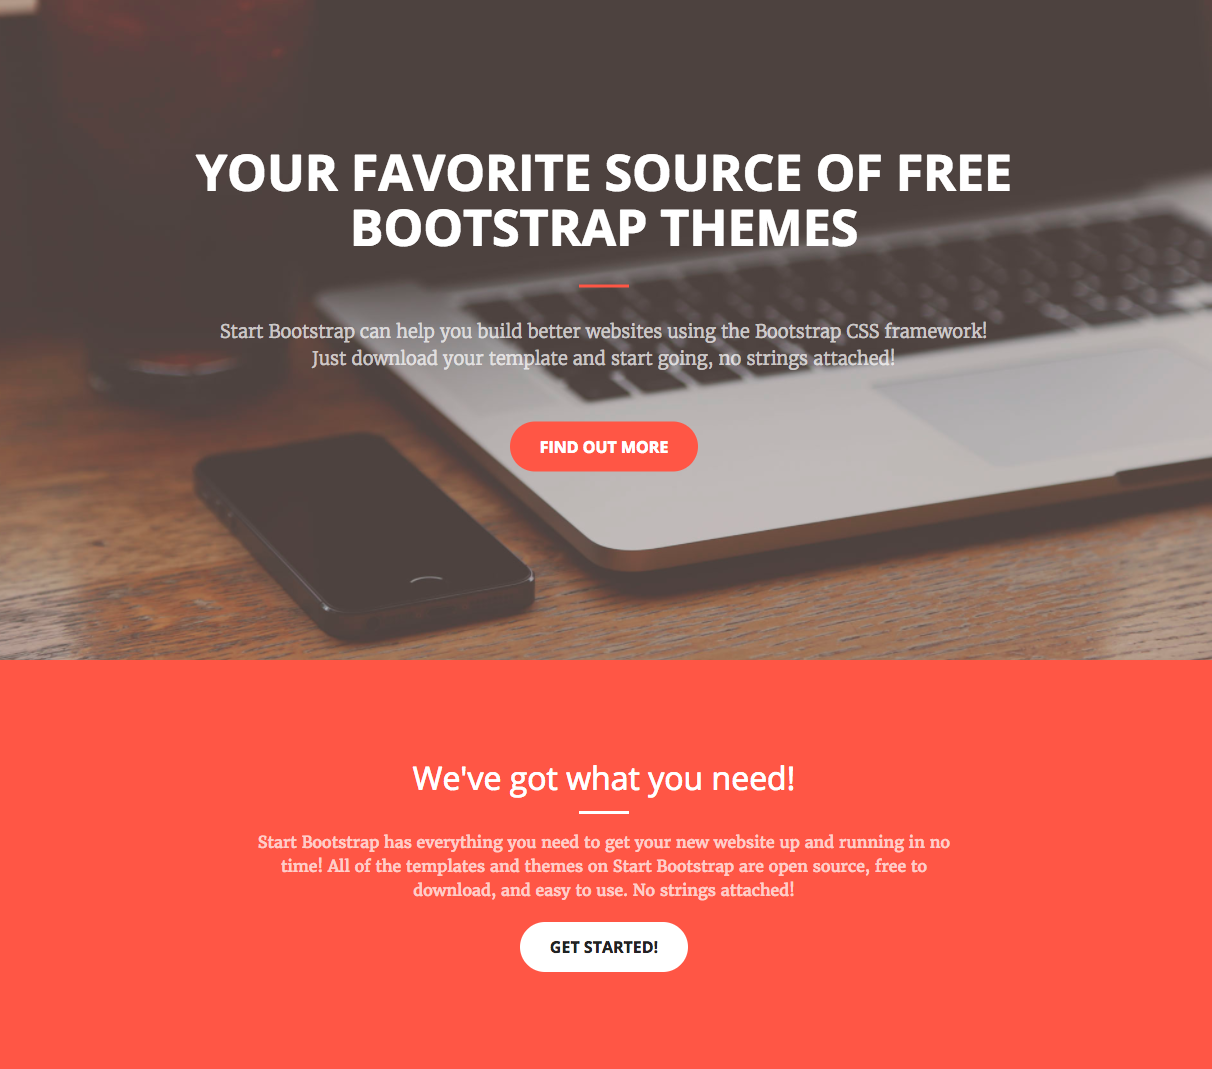 YOUR FAVORITE SOURCE OF FREE
BOOTSTRAP THEMES
Start Bootstrap can help you build better websites using the Bootstrap CSS framework!
Just download your template and start going, no strings attached!
FIND OUT MORE
We've got what you need!
Start Bootstrap has everything you need to get your new website up and running in no
time! All of the templates and themes on Start Bootstrap are open source, free to
download, and easy to use. No strings attached!
GET STARTED!